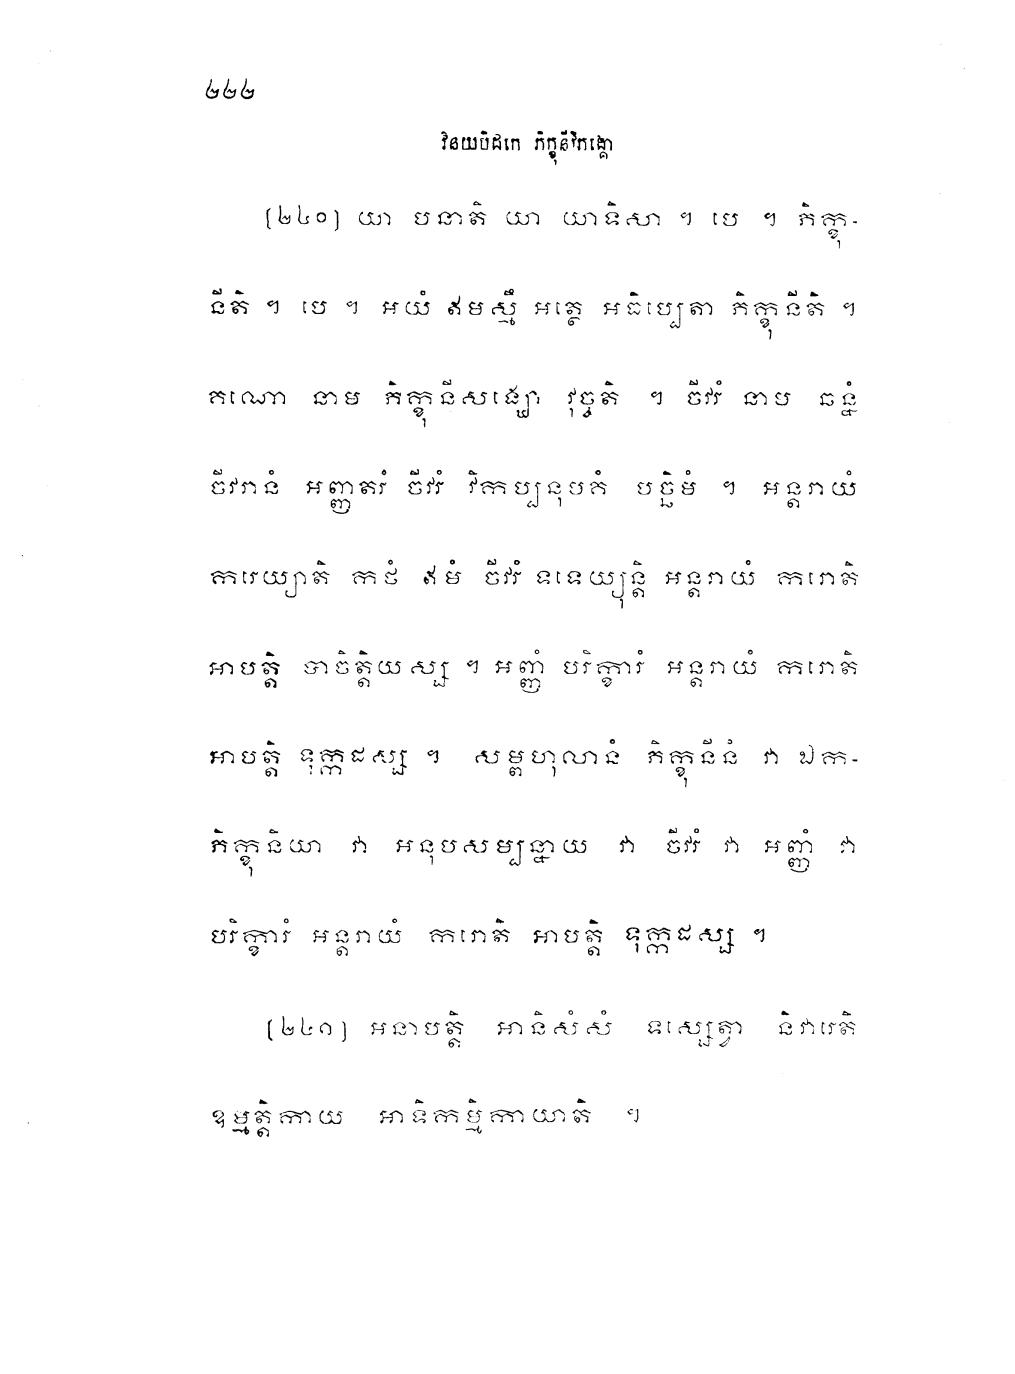 ២២២
វិនយបិដកេ ភិក្ខុនីវិភង្គោ
[២៤០] យា បនាតិ យា យាទិសា ។ បេ ។ ភិក្ខុ-
នីតិ ។ បេ ។ អយំ ឥមស្មឹ អត្ថេ អធិប្បេតា ភិក្ខុនីតិ ។
គណោ នាម ភិក្ខុនីសង្ឃោ វុច្ចតិ ។ ចីវរំ នាម ឆន្នំ
ចីវរានំ អញ្ញតរំ ចីវរំ វិកប្បនុបគំ បច្ឆិមំ ។ អន្តរាយំ
ករេយ្យាតិ កថំ ឥមំ ចីវរំ ទទេយ្យុន្តិ អន្តរាយំ ករោតិ
អាបត្តិ បាចិត្តិយស្ស ។ អញ្ញំ បរិក្ខារំ អន្តរាយំ ករោតិ
អាបត្តិ ទុក្កដស្ស ។ សម្ពហុលានំ ភិក្ខុនីនំ វា ឯក-
ភិក្ខុនិយា វា អនុបសម្បន្នាយ វា ចីវរំ វា អញ្ញំ វា
បរិក្ខារំ អន្តរាយំ ករោតិ អាបត្តិ ទុក្កដស្ស ។
[២៤១] អនាបត្តិ អានិសំសំ ទស្សេត្វា និវារេតិ
ឧម្មត្តិកាយ អាទិកម្មិកាយាតិ ។